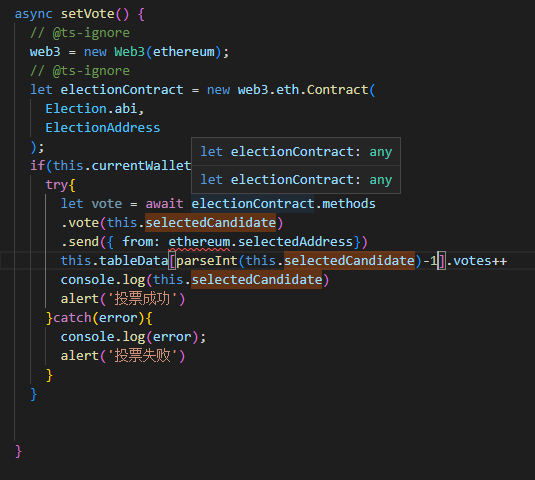 async setVote() {
// @ts-ignore
web3 = new Web3(ethereum);
// @ts-ignore
let electionContract = new web3.eth.Contract(
Election.abi,
ElectionAddress
);
let electionContract: any
if(this.currentWallet
let electionContract: any
try{
let vote = await electionContract.methods
.vote(this.selectedCandidate)
.send({ from: ethereum.selectedAddress})
this.tableData[parseInt(this.selectedCandidate)-1].votes++
console.log(this.selectedCandidate)
alert('投票成功')
}catch(error){
console.log(error);
alert('投票失败')
}
}
}